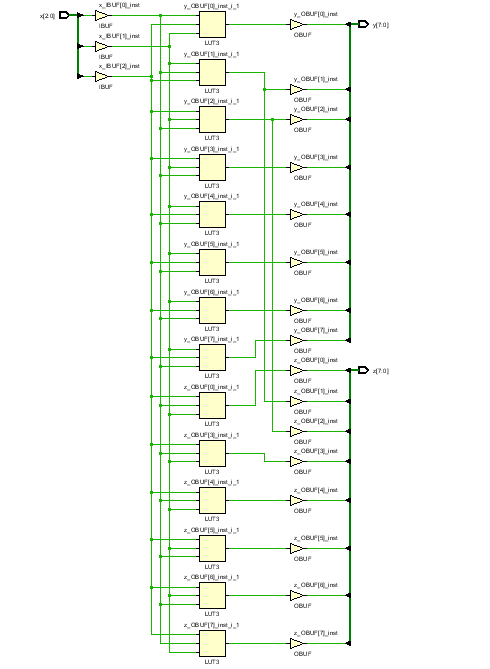 x[2:0]
x_IBUF[0]_inst
IBUF
x_IBUF[1]_inst
IBUF
x_IBUF[2]_inst
IBUF
y_OBUF[0]_inst_i_1
LUT3
y_OBUF[1]_inst_i_1
LUT3
y_OBUF[2]_inst_i_1
LUT3
y_OBUF[3]_inst_i_1
LUT3
y_OBUF[4]_inst_i_1
LUT3
y_OBUF[5]_inst_i_1
LUT3
y_OBUF[6]_inst_i_1
LUT3
y_OBUF[7]_inst_i_1
LUT3
z_OBUF[0]_inst_i_1
LUT3
z_OBUF[3]_inst_i_1
LUT3
z_OBUF[4]_inst_i_1
LUT3
z_OBUF[5]_inst_i_1
LUT3
z_OBUF[6]_inst_i_1
LUT3
z_OBUF[7]_inst_i_1
LUT3
y_OBUF[0]_inst
OBUF
y_OBUF[1]_inst
OBUF
y_OBUF[2]_inst
OBUF
y_OBUF[3]_inst
OBUF
y_OBUF[4]_inst
OBUF
y_OBUF[5]_inst
OBUF
y_OBUF[6]_inst
OBUF
y_OBUF[7]_inst
OBUF
z_OBUF[0]_inst
OBUF
z_OBUF[1]_inst
OBUF
z_OBUF[2]_inst
OBUF
z_OBUF[3]_inst
OBUF
z_OBUF[4]_inst
OBUF
z_OBUF[5]_inst
OBUF
z_OBUF[6]_inst
OBUF
z_OBUF[7]_inst
OBUF
y[7:0]
z[7:0]